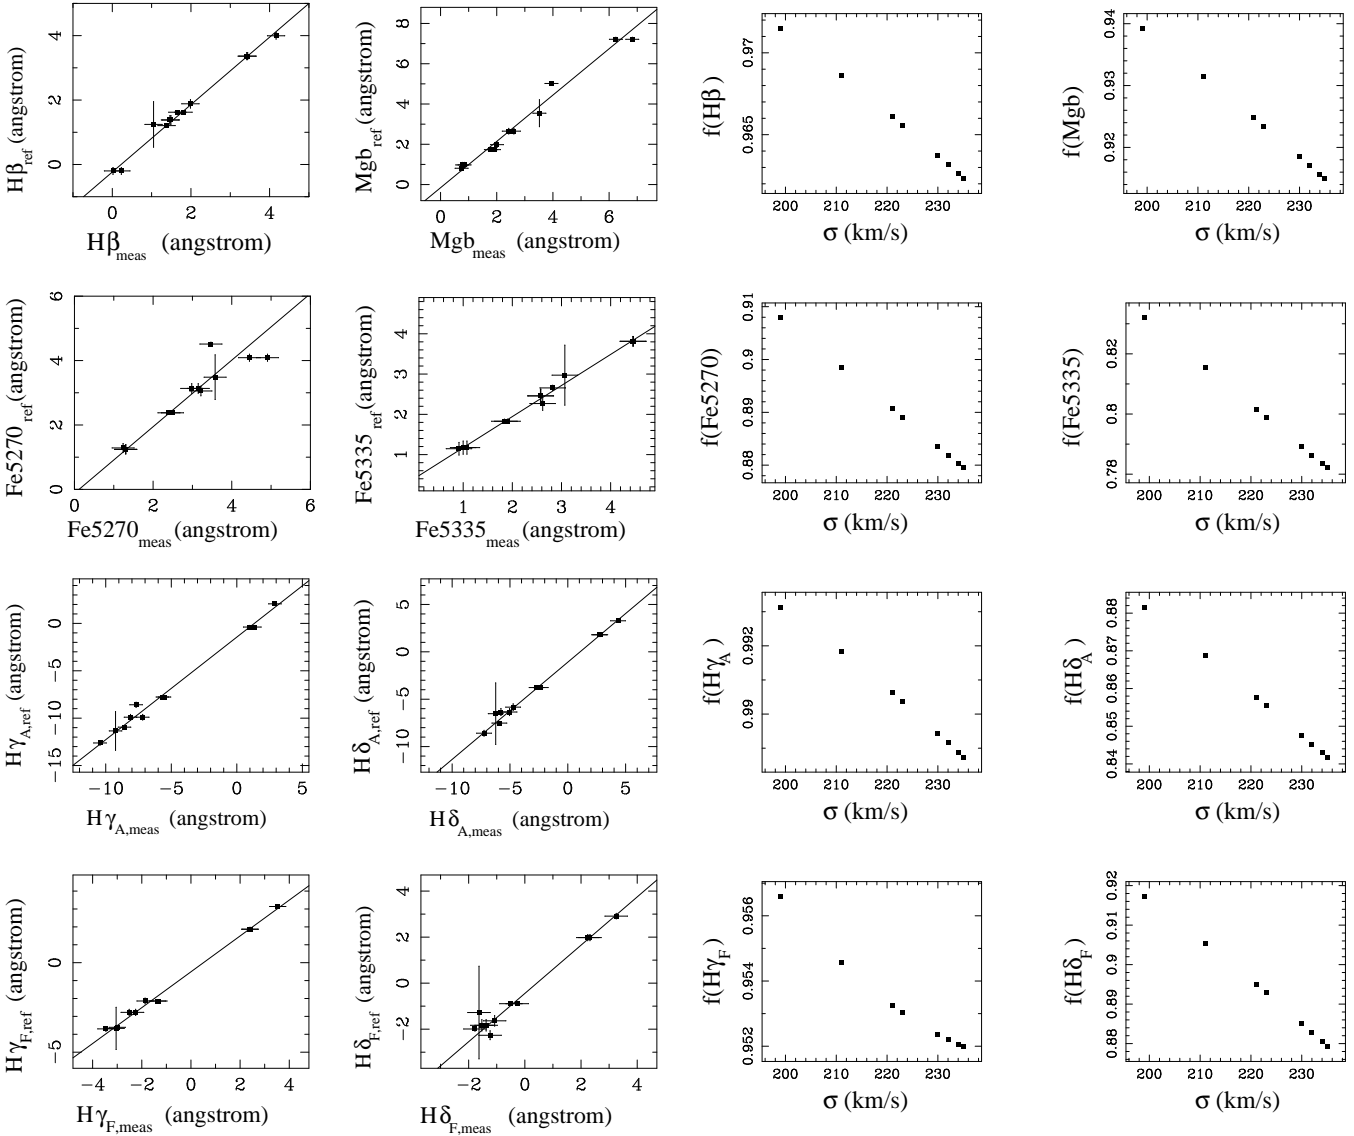 Hβref (angstrom)
0 2 4
0 2 4
Hβmeas (angstrom)
Mgbref (angstrom)
0 2 4 6 8
0 2 4 6
Mgbmeas (angstrom)
f(Hβ)
0.965 0.97
200 210 220 230
σ (km/s)
f(Mgb)
0.92 0.93 0.94
200 210 220 230
σ (km/s)
Fe5270ref (angstrom)
0 2 4 6
0 2 4 6
Fe5270meas (angstrom)
Fe5335ref (angstrom)
1 2 3 4
1 2 3 4
Fe5335meas (angstrom)
f(Fe5270)
0.88 0.89 0.9 0.91
200 210 220 230
σ (km/s)
f(Fe5335)
0.78 0.8 0.82
200 210 220 230
σ (km/s)
HγA,ref (angstrom)
−15 −10 −5 0
−10 −5 0 5
HγA,meas (angstrom)
HδA,ref (angstrom)
−10 −5 0 5
−10 −5 0 5
HδA,meas (angstrom)
f(HγA)
0.99 0.992
200 210 220 230
σ (km/s)
f(HδA)
0.84 0.85 0.86 0.87 0.88
200 210 220 230
σ (km/s)
HγF,ref (angstrom)
−5 0
−4 −2 0 2 4
HγF,meas (angstrom)
HδF,ref (angstrom)
−2 0 2 4
−2 0 2 4
HδF,meas (angstrom)
f(HγF)
0.952 0.954 0.956
200 210 220 230
σ (km/s)
f(HδF)
0.88 0.89 0.9 0.91 0.92
200 210 220 230
σ (km/s)